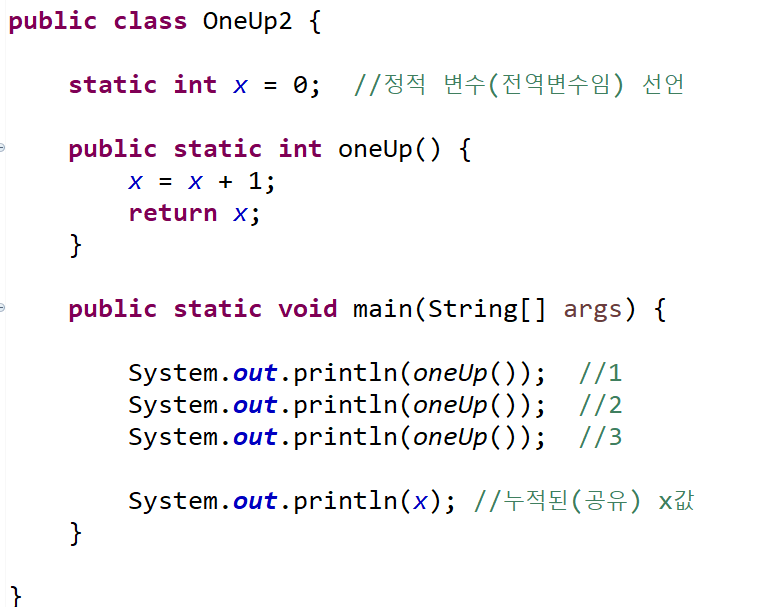 public class OneUp2 {
static int x = 0; //정적 변수(전역변수임) 선언
public static int oneUp() {
x = x + 1;
return x;
}
public static void main(String[] args) {
System.out.println(oneUp()); //1
System.out.println(oneUp()); //2
System.out.println(oneUp()); //3
System.out.println(x); //누적된(공유) x값
}
}